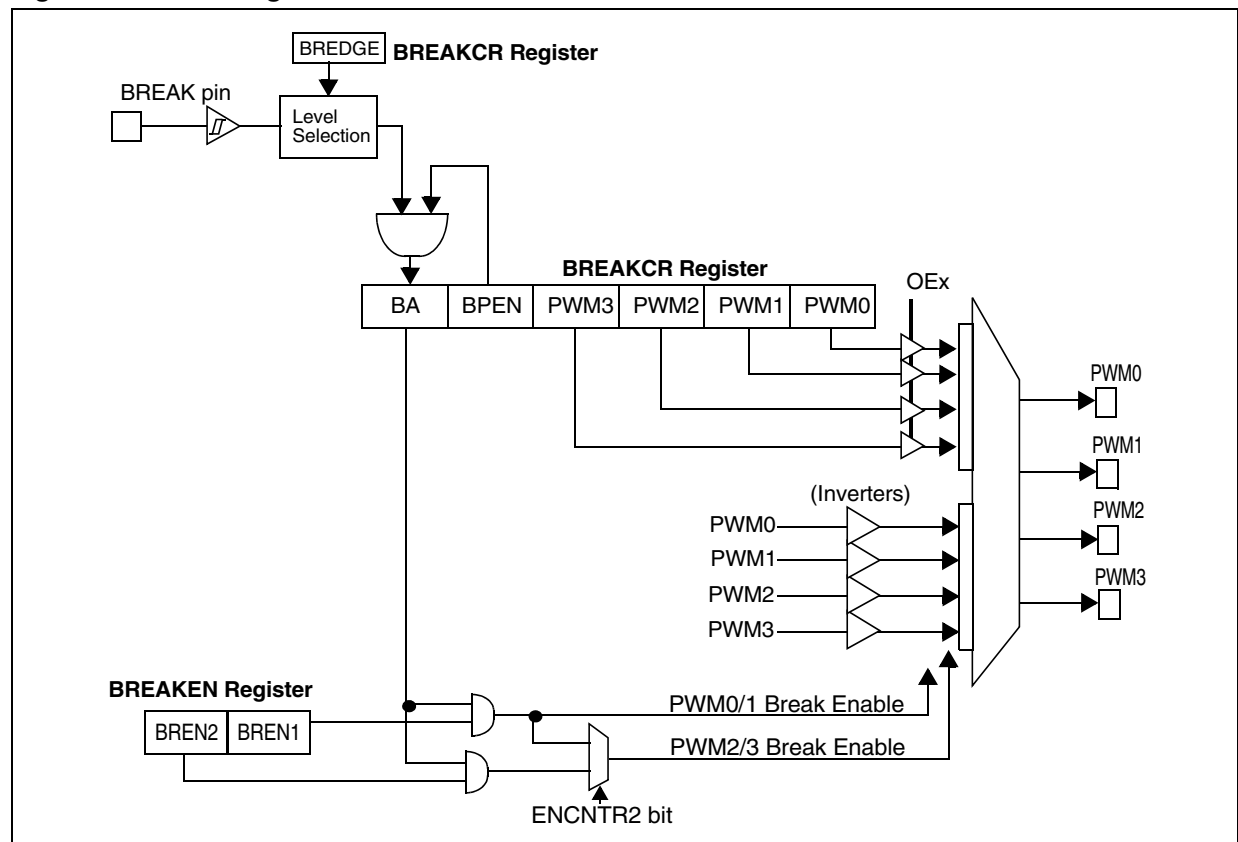 BREDGE BREAKCR Register
BREAK pin
Level
Selection
BREAKCR Register
OEx
BA BPEN PWM3 PWM2 PWM1 PWM0
PWM0
PWM1
PWM2
PWM3
(Inverters)
PWM0
PWM1
PWM2
PWM3
BREAKEN Register
BREN2 BREN1
PWM0/1 Break Enable
PWM2/3 Break Enable
ENCNTR2 bit